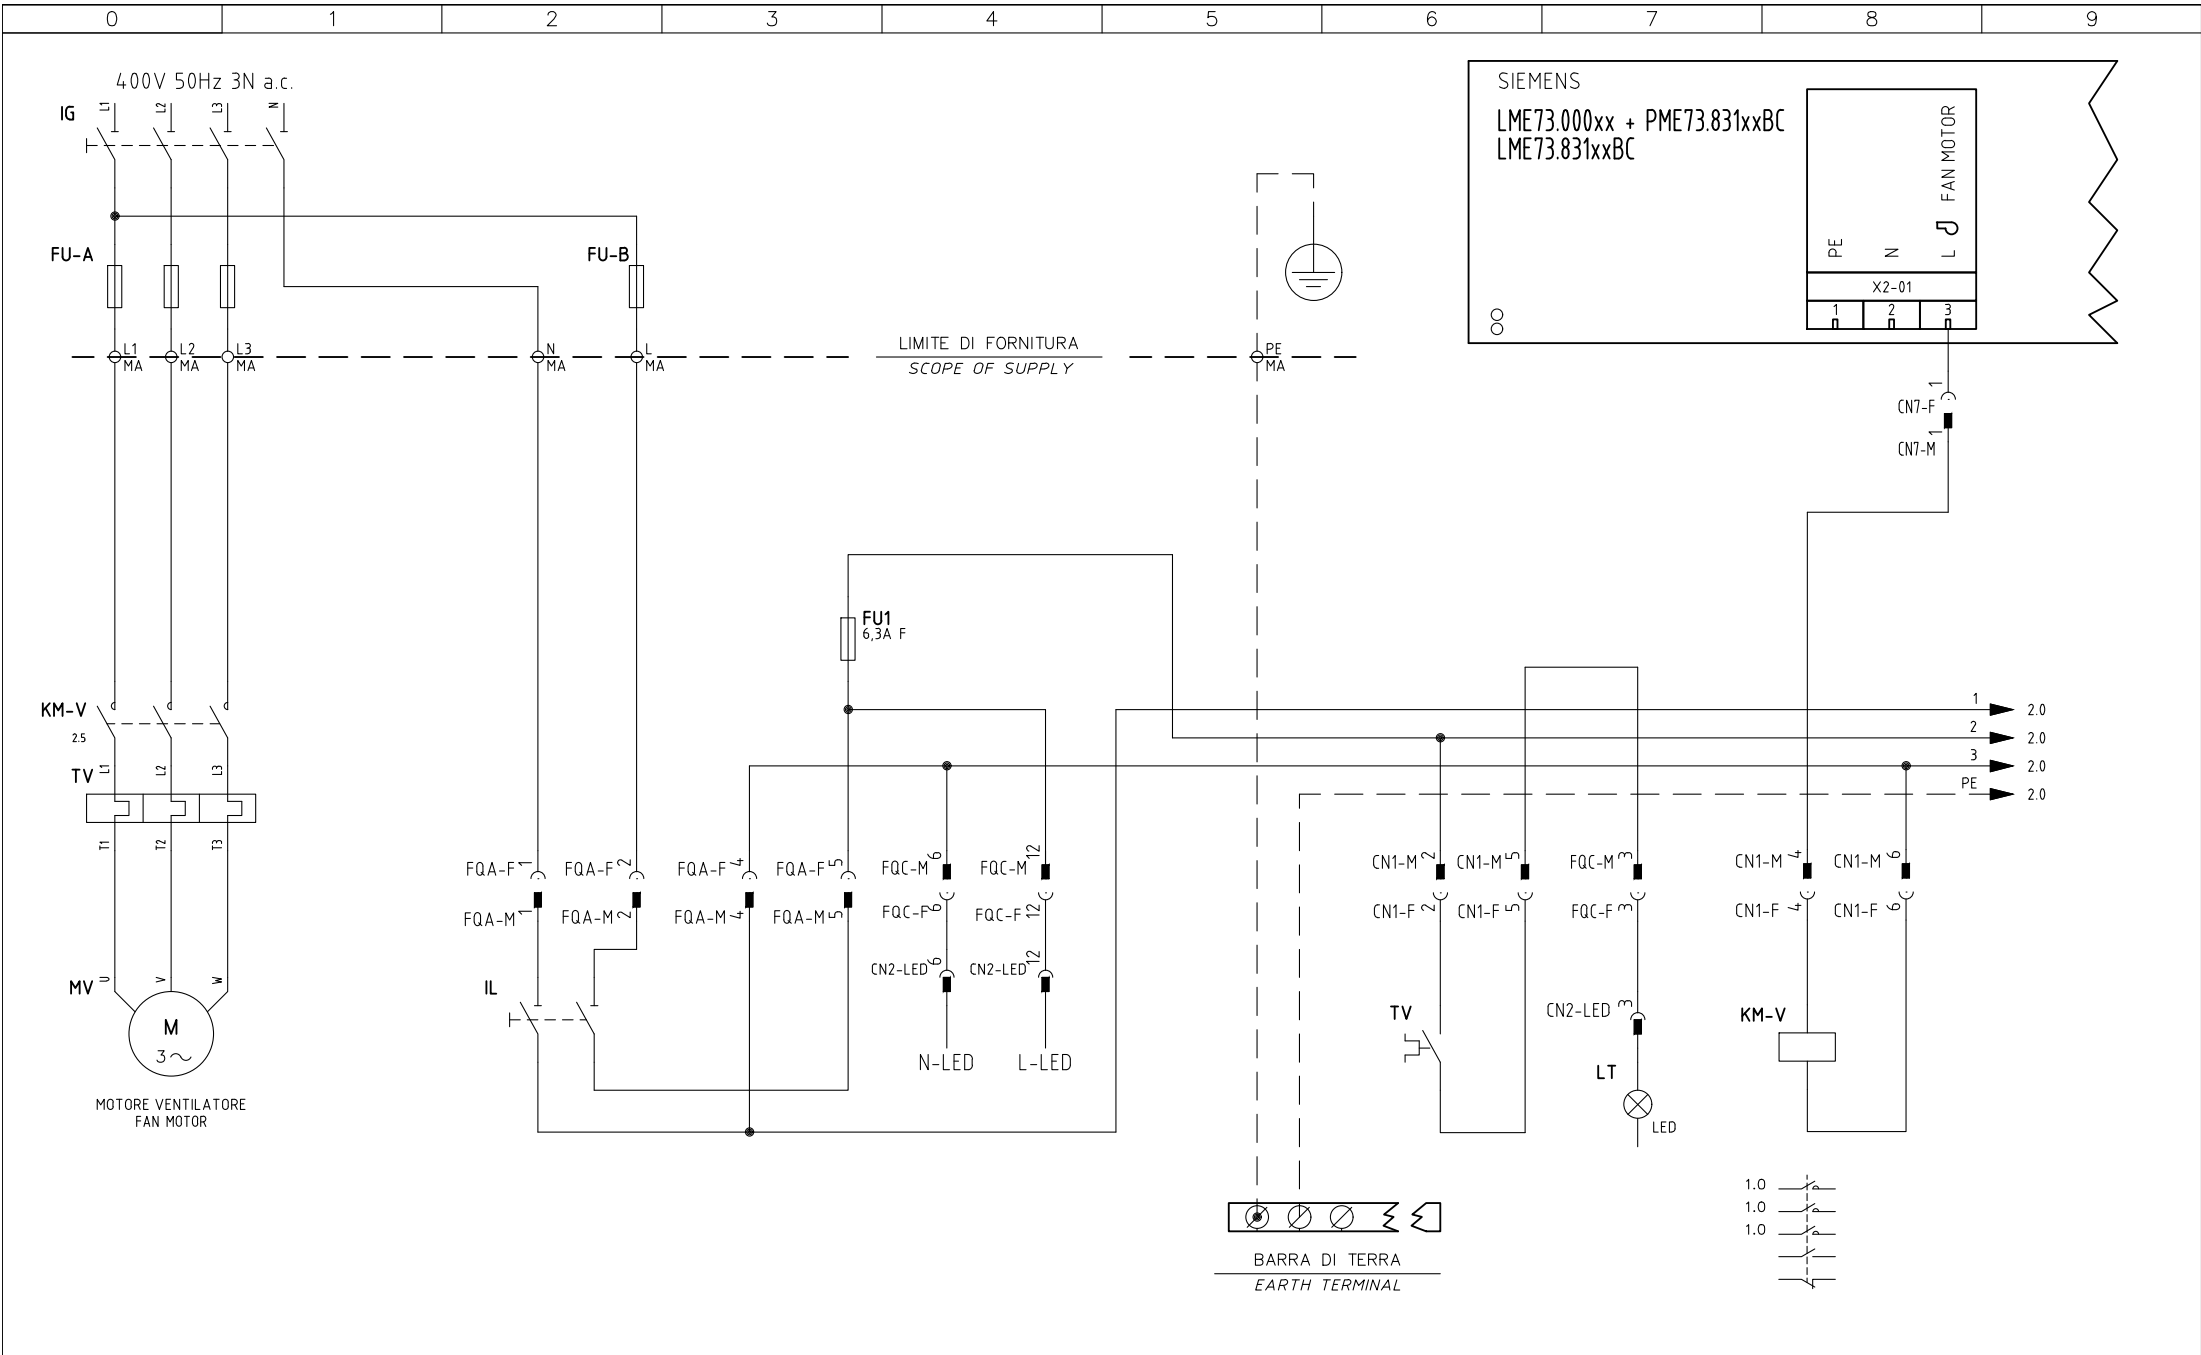 0 1 2 3 4 5 6 7 8 9
400V 50Hz 3N a.c.
IG
L1 L2 L3 N
SIEMENS
LME73.000xx + PME73.831xxBC
LME73.831xxBC
PE N L FAN MOTOR
X2-01
1 2 3
FU-A
FU-B
L1 L2 L3 N L PE
MA MA MA MA MA MA
LIMITE DI FORNITURA
SCOPE OF SUPPLY
1
CN7-F
1
CN7-M
FU1
6,3A F
KM-V
2.5
1 2.0
2 2.0
3 2.0
PE 2.0
TV
L1 L2 L3
T1 T2 T3
FQA-F 1 FQA-F 2 FQA-F 4 FQA-F 5 FQC-M 6 FQC-M 12 CN1-M 2 CN1-M 5 FQC-M 3 CN1-M 4 CN1-M 6
FQA-M 1 FQA-M 2 FQA-M 4 FQA-M 5 FQC-F 6 FQC-F 12 CN1-F 2 CN1-F 5 FQC-F 3 CN1-F 4 CN1-F 6
CN2-LED 6 CN2-LED 12
MV
U V W
IL
M
3
TV
CN2-LED 3
KM-V
N-LED L-LED
LT
LED
MOTORE VENTILATORE
FAN MOTOR
1.0
1.0
1.0
BARRA DI TERRA
EARTH TERMINAL